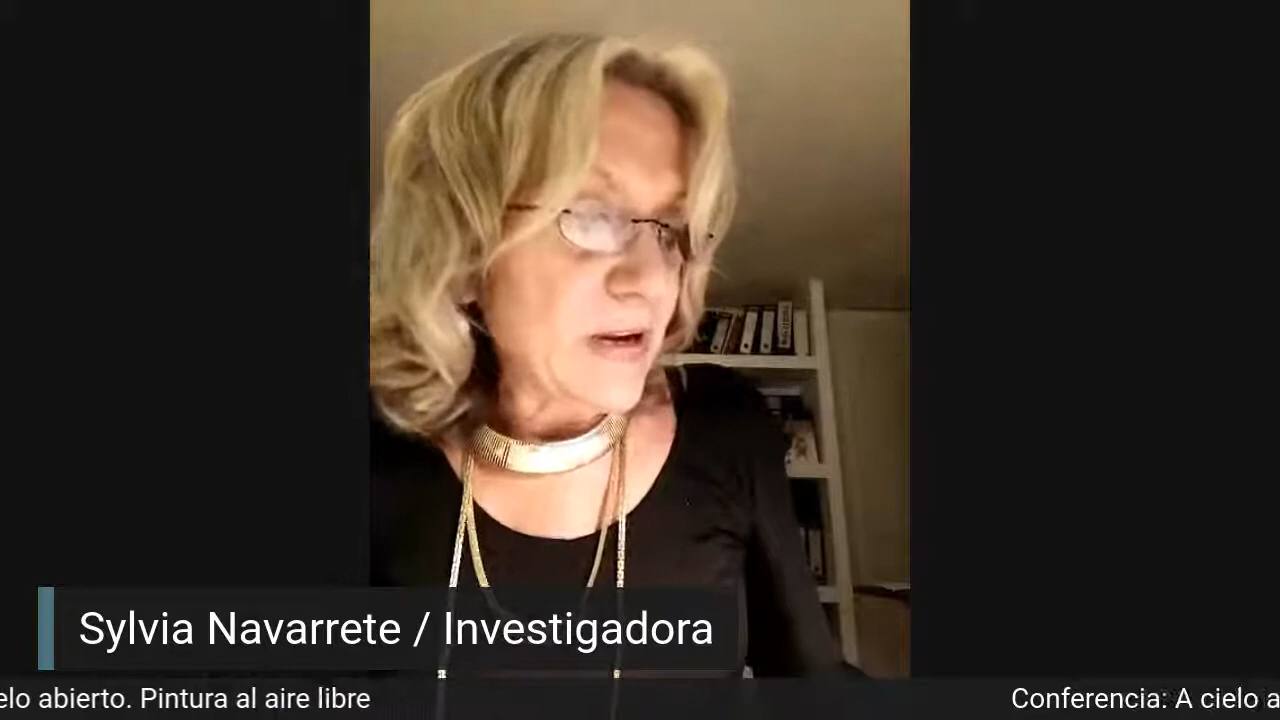 Sylvia Navarrete / Investigadora
elo abierto. Pintura al aire libre
Conferencia: A cielo a